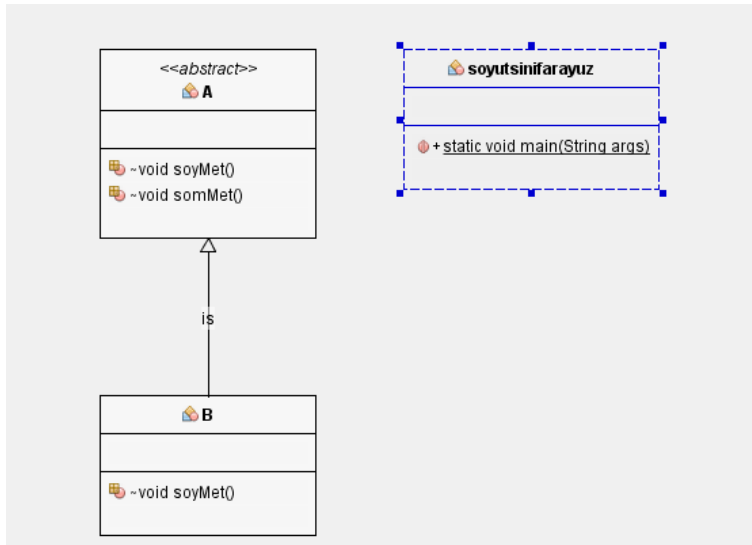 <<abstract>>
A
~void soyMet()
~void somMet()
is
B
~void soyMet()
soyutsinifarayuz
+static void main(String args)